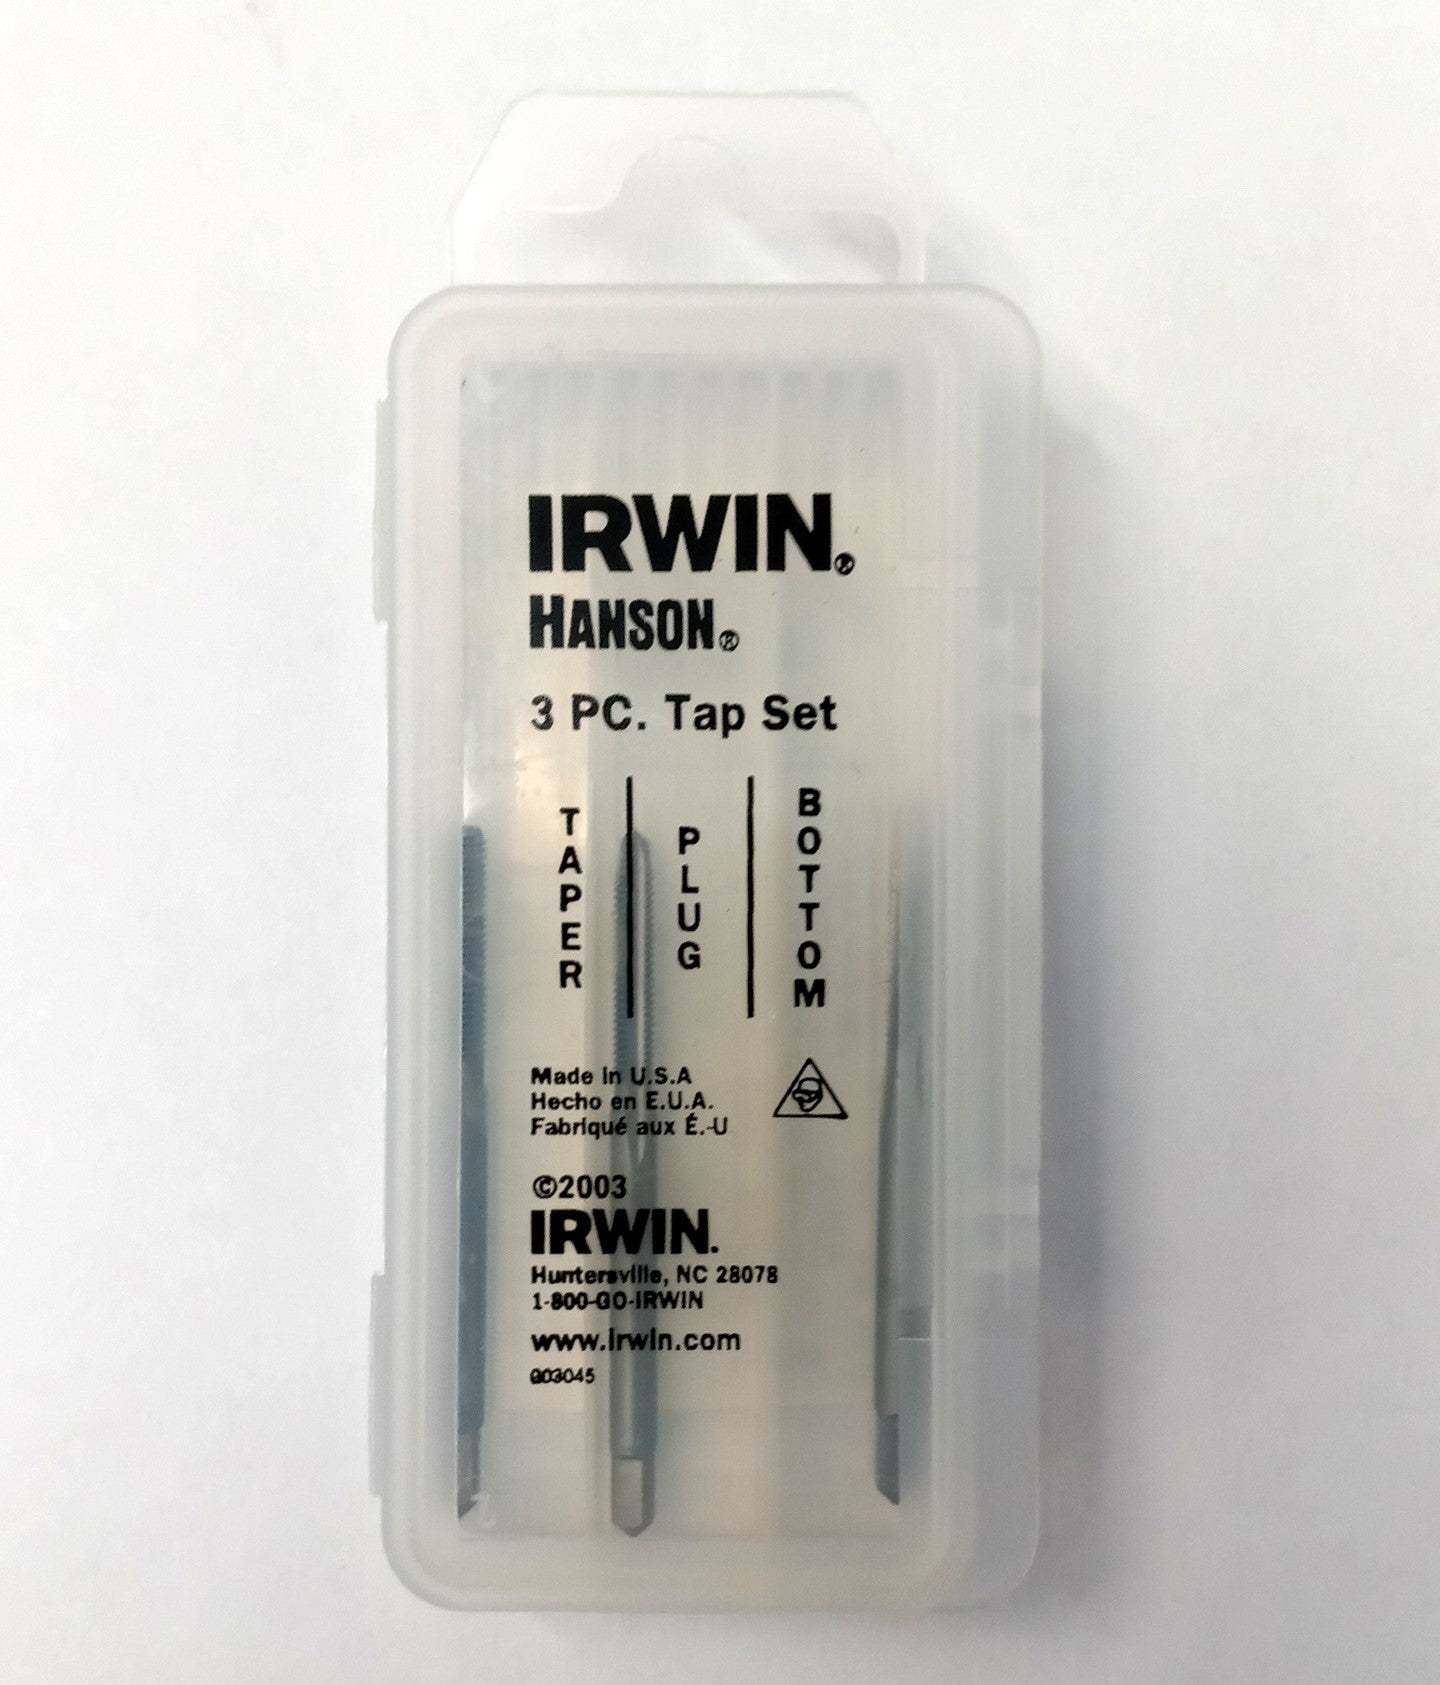 IRWIN®
HANSON®
3 PC. Tap Set
TAPER
PLUG
BOTTOM
Made in U.S.A
Hecho en E.U.A.
Fabriqué aux É.-U
©2003
IRWIN.
Huntersville, NC 28078
1-800-GO-IRWIN
www.irwin.com
003045